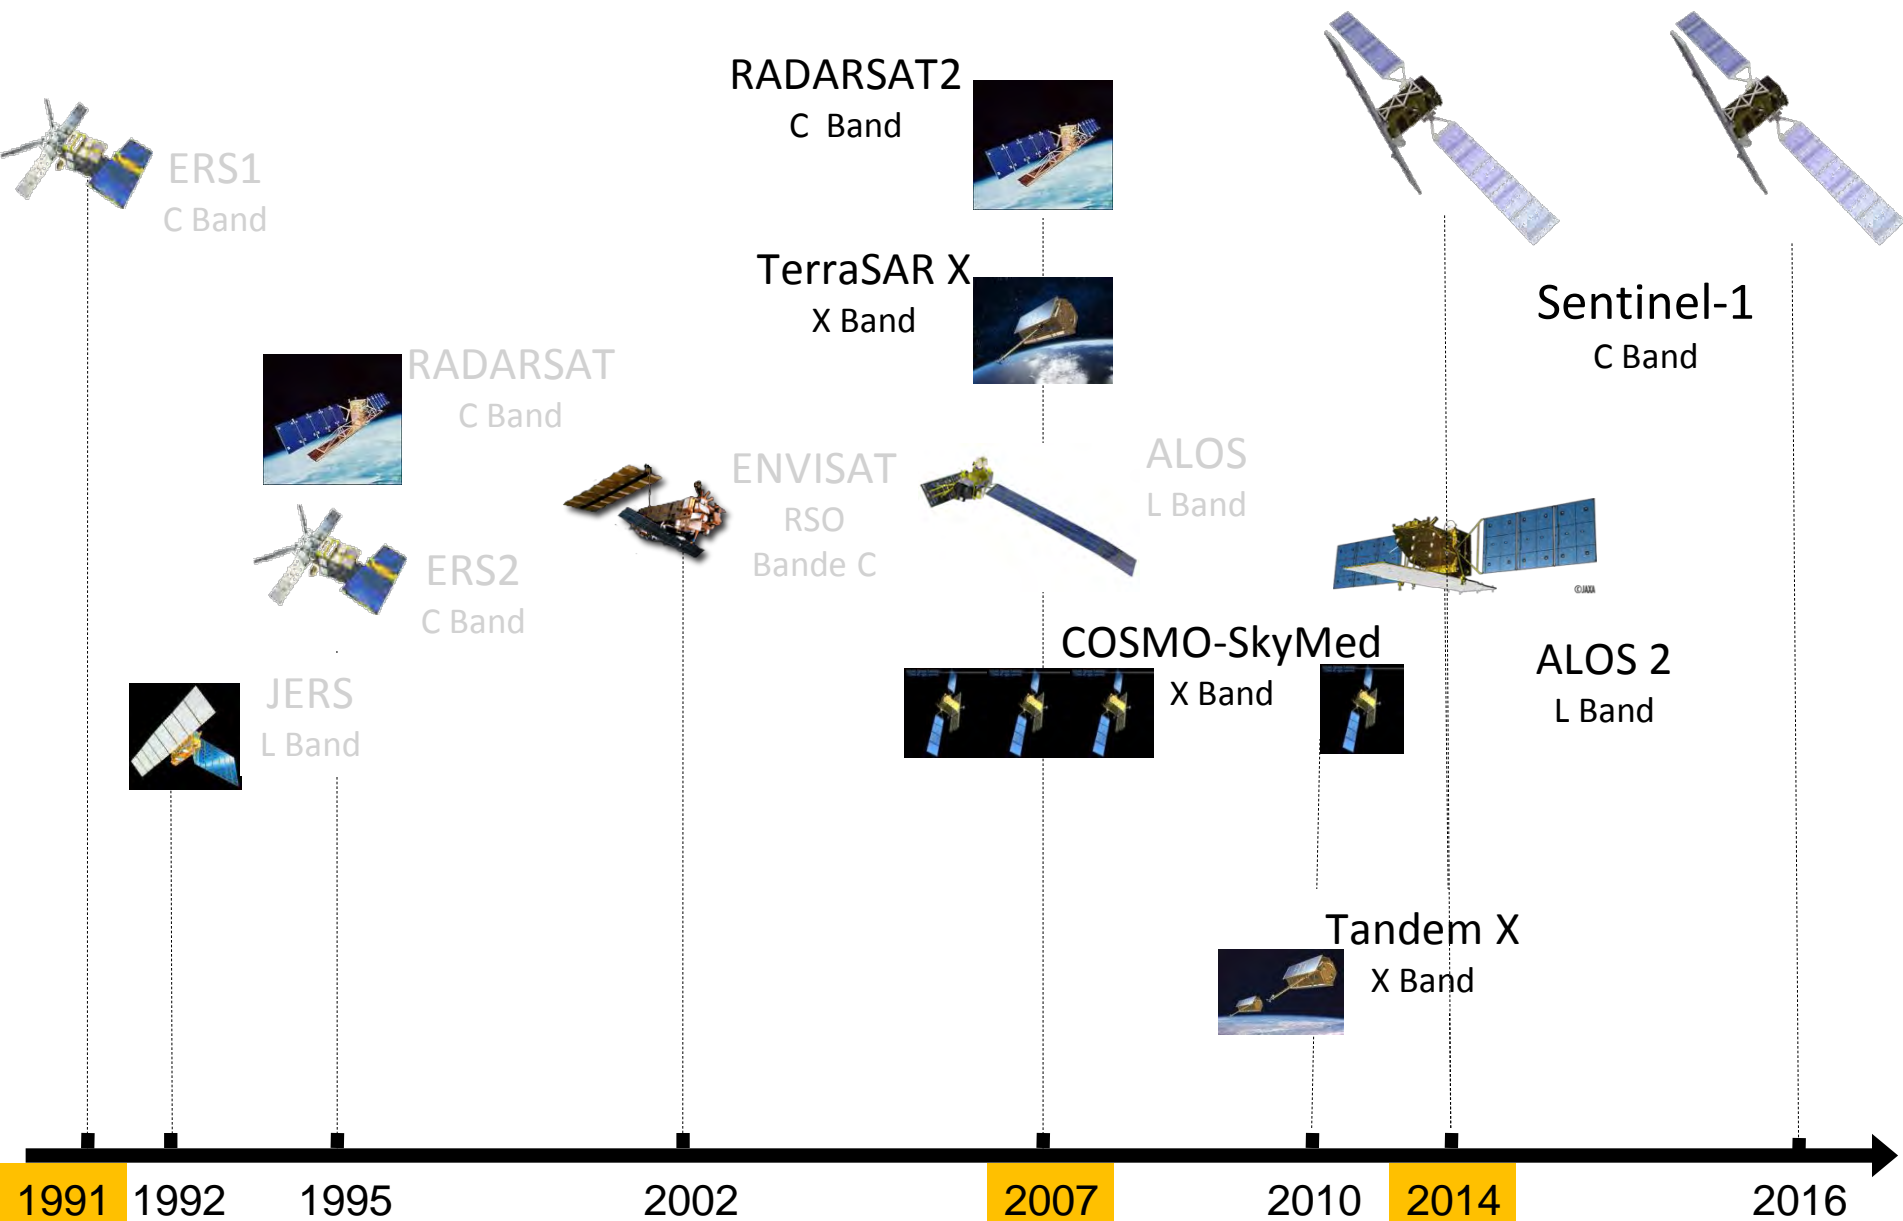 RADARSAT2
C Band
ERS1
C Band
TerraSAR X
X Band
Sentinel-1
C Band
RADARSAT
C Band
ENVISAT
RSO
Bande C
ALOS
L Band
ERS2
C Band
©JAXA
COSMO-SkyMed
X Band
ALOS 2
L Band
JERS
L Band
Tandem X
X Band
1991 1992 1995 2002 2007 2010 2014 2016